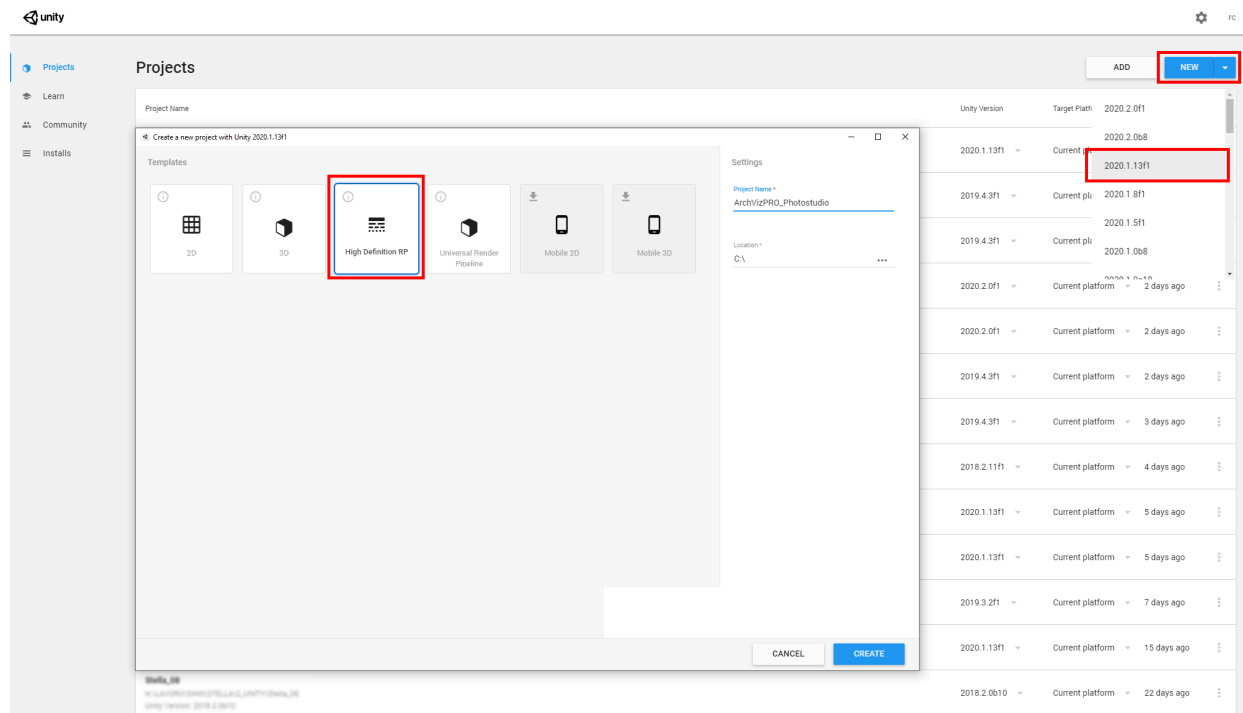 unity
rc
Projects
Learn
Community
Installs
Projects
ADD
NEW
Project Name
Unity Version
Target Platf
2020.2.0f1
2020.2.0b8
2020.1.13f1
2020.1.8f1
2020.1.5f1
2020.1.0b8
Create a new project with Unity 2020.1.13f1
Templates
2D
3D
High Definition RP
Universal Render
Pipeline
Mobile 2D
Mobile 3D
Settings
Project Name *
ArchVizPRO_Photostudio
Location *
C:\
CANCEL
CREATE
2020.1.13f1 Current p
2019.4.3f1 Current pla
2019.4.3f1 Current pla
2020.2.0f1 Current platform 2 days ago
2020.2.0f1 Current platform 2 days ago
2019.4.3f1 Current platform 2 days ago
2019.4.3f1 Current platform 3 days ago
2018.2.11f1 Current platform 4 days ago
2020.1.13f1 Current platform 5 days ago
2020.1.13f1 Current platform 5 days ago
2019.3.2f1 Current platform 7 days ago
2020.1.13f1 Current platform 15 days ago
Stella_08
Unity Version: 2018.2.0b10
2018.2.0b10 Current platform 22 days ago